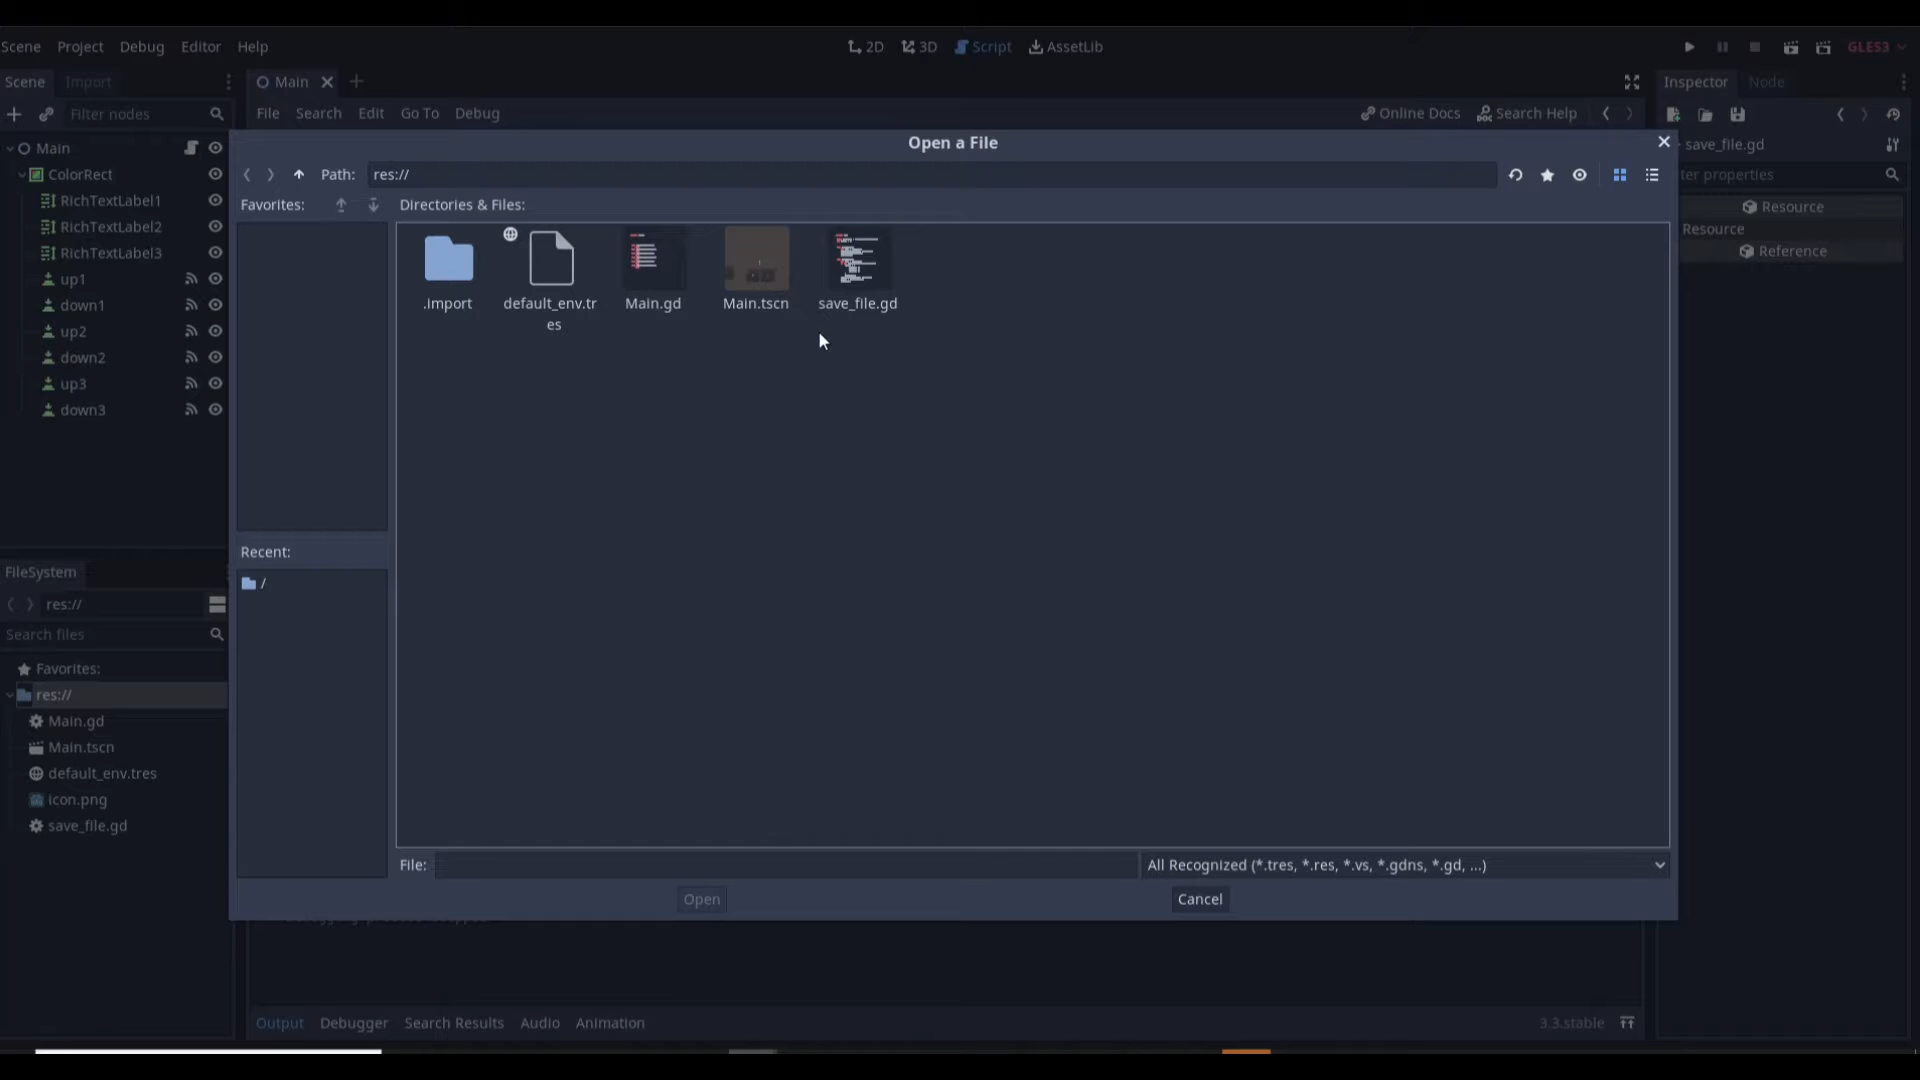 Scene Project Debug Editor Help
2D 3D Script AssetLib
GLES3
Scene Import
Main
Inspector Node
Filter nodes
File Search Edit Go To Debug
Online Docs Search Help
Open a File
Main
save_file.gd
Path: res://
ter properties
ColorRect
RichTextLabel1
RichTextLabel2
RichTextLabel3
up1
down1
up2
down2
up3
down3
Favorites:
Directories & Files:
Resource
Resource
Reference
.import
default_env.tr
es
Main.gd
Main.tscn
save_file.gd
Recent:
/
FileSystem
res://
Search files
Favorites:
res://
Main.gd
Main.tscn
default_env.tres
icon.png
save_file.gd
File:
All Recognized (*.tres, *.res, *.vs, *.gdns, *.gd, ...)
Open
Cancel
Output Debugger Search Results Audio Animation
3.3.stable